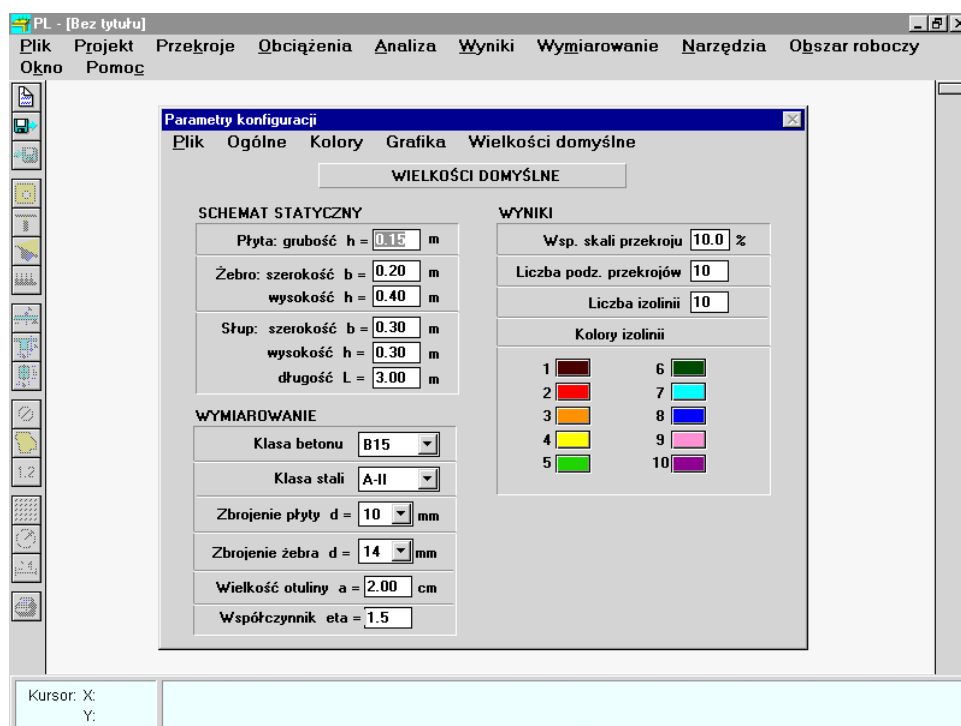 PL - [Bez tytułu]
Plik Projekt Przekroje Obciążenia Analiza Wyniki Wymiarowanie Narzędzia Obszar roboczy
Okno Pomoc
Parametry konfiguracji
Plik Ogólne Kolory Grafika Wielkości domyślne
WIELKOŚCI DOMYŚLNE
SCHEMAT STATYCZNY
Płyta: grubość h = 0.15 m
Żebro: szerokość b = 0.20 m
wysokość h = 0.40 m
Słup: szerokość b = 0.30 m
wysokość h = 0.30 m
długość L = 3.00 m
WYMIAROWANIE
Klasa betonu B15
Klasa stali A-II
Zbrojenie płyty d = 10 mm
Zbrojenie żebra d = 14 mm
Wielkość otuliny a = 2.00 cm
Współczynnik eta = 1.5
WYNIKI
Wsp. skali przekroju 10.0 %
Liczba podz. przekrojów 10
Liczba izolinii 10
Kolory izolinii
1 6
2 7
3 8
4 9
5 10
1.2
Kursor: X:
Y: